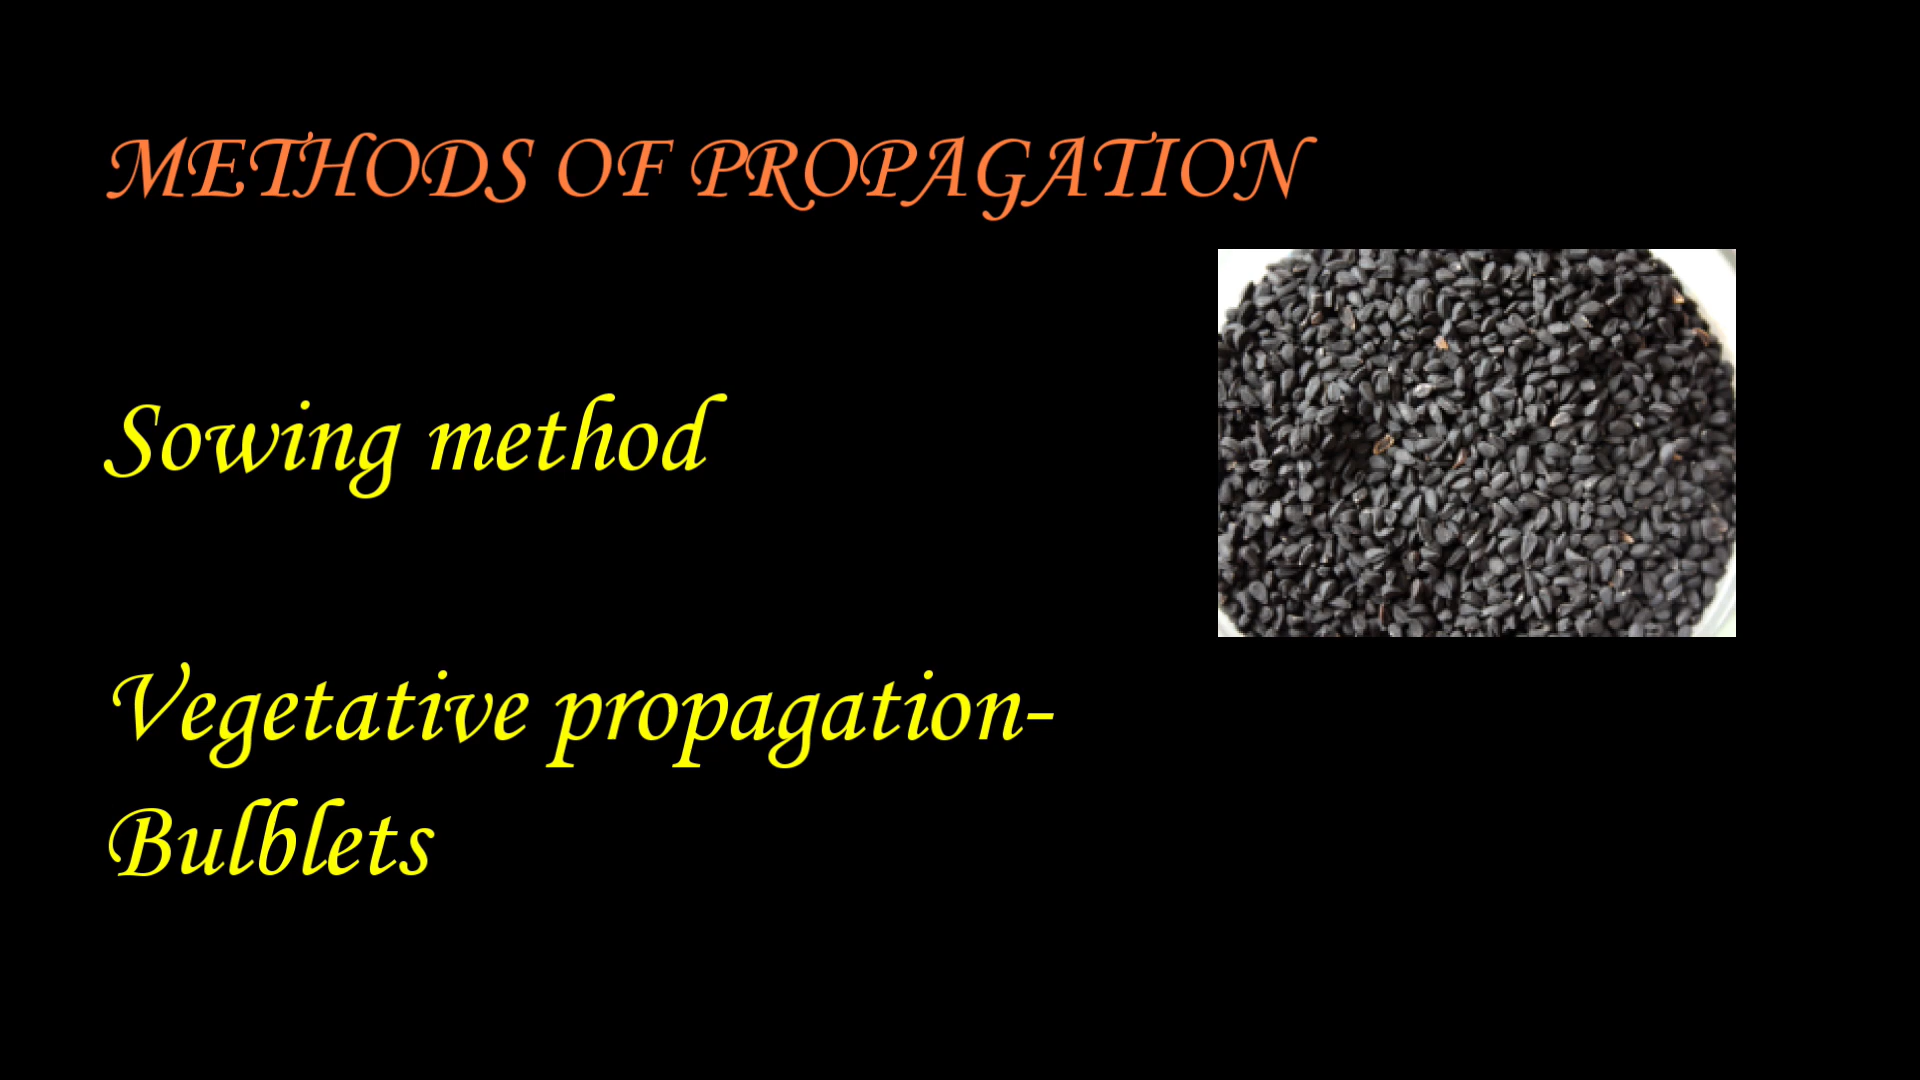 METHODS OF PROPAGATION
Sowing method
Vegetative propagation-
Bulblets